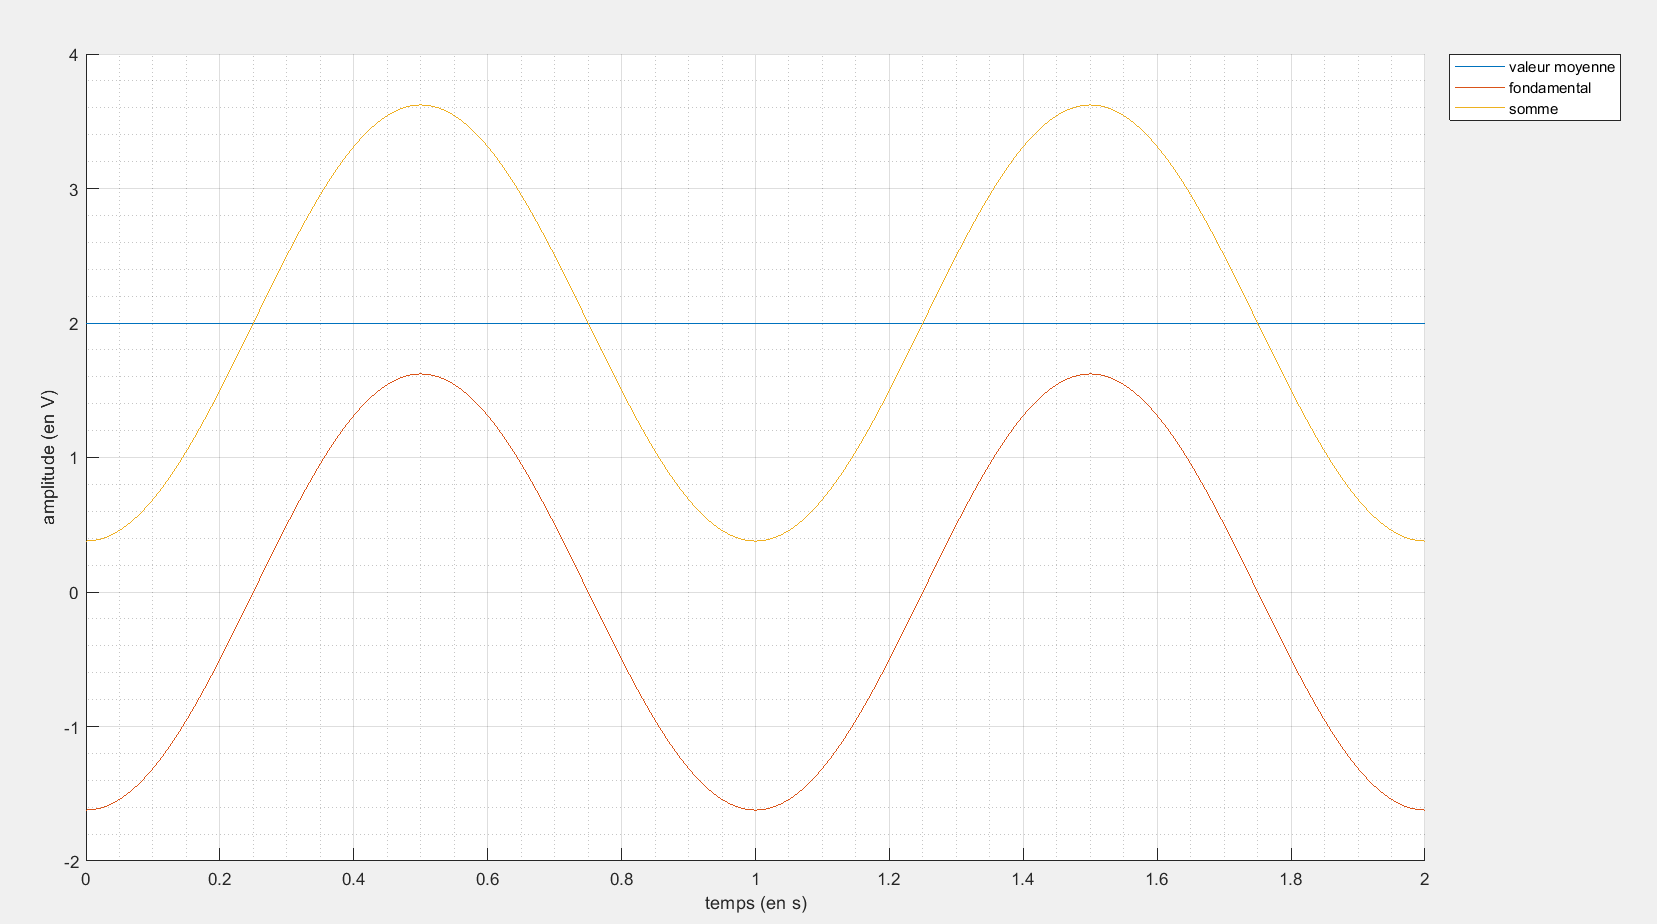 valeur moyenne
fondamental
somme
4
3
2
1
0
-1
-2
amplitude (en V)
0 0.2 0.4 0.6 0.8 1 1.2 1.4 1.6 1.8 2
temps (en s)